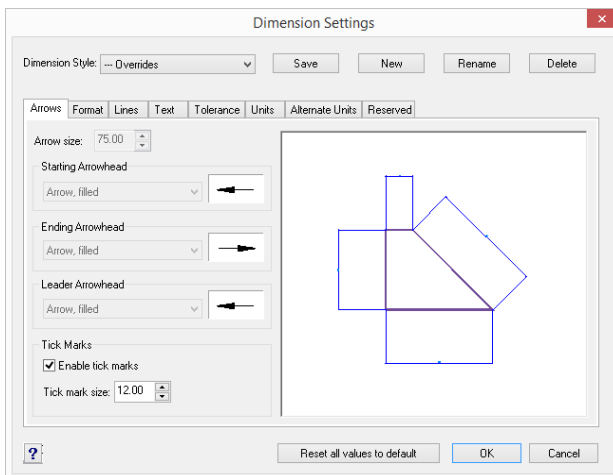 Dimension Settings
Dimension Style: --- Overrides Save New Rename Delete
Arrows Format Lines Text Tolerance Units Alternate Units Reserved
Arrow size: 75.00
Starting Arrowhead
Arrow, filled
Ending Arrowhead
Arrow, filled
Leader Arrowhead
Arrow, filled
Tick Marks
Enable tick marks
Tick mark size: 12.00
? Reset all values to default OK Cancel